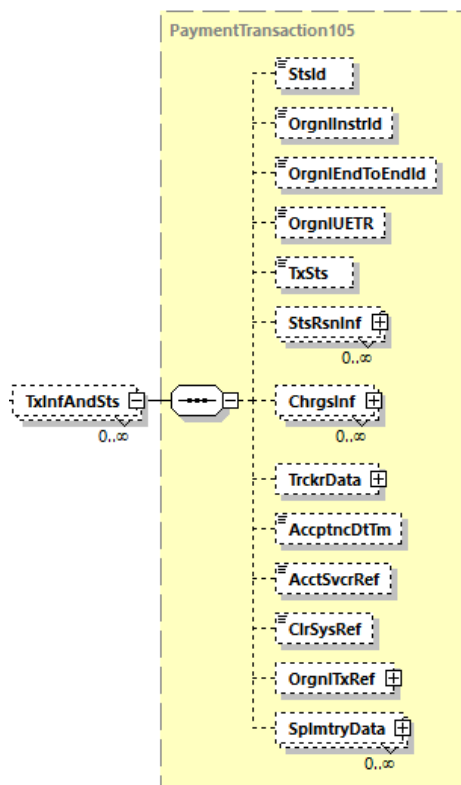 PaymentTransaction105
StsId
OrgnlInstrId
OrgnlEndToEndId
OrgnlUETR
TxSts
StsRsnInf
0..∞
TxInfAndSts
0..∞
ChrgsInf
0..∞
TrckrData
AccptncDtTm
AcctSvcrRef
ClrSysRef
OrgnlTxRef
SplmtryData
0..∞